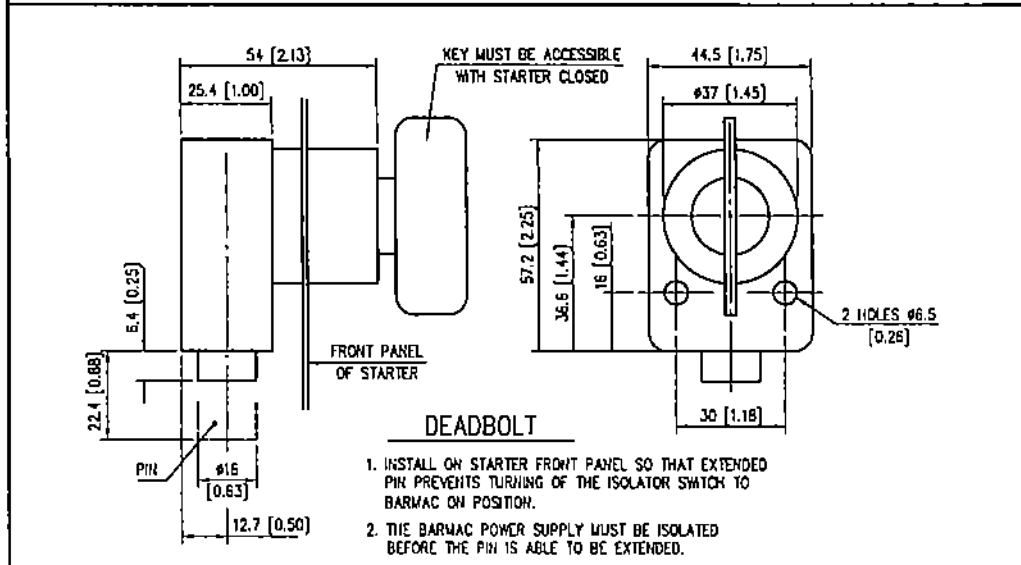 54 [2.13]
KEY MUST BE ACCESSIBLE
WITH STARTER CLOSED
44.5 [1.75]
25.4 [1.00]
ø37 [1.45]
57.2 [2.25]
36.6 [1.44]
16 [0.63]
6.4 [0.25]
22.4 [0.88]
2 HOLES ø6.5
[0.26]
FRONT PANEL
OF STARTER
30 [1.18]
DEADBOLT
PIN
ø16
[0.63]
12.7 [0.50]
1. INSTALL ON STARTER FRONT PANEL SO THAT EXTENDED
PIN PREVENTS TURNING OF THE ISOLATOR SWITCH TO
BARMAC ON POSITION.
2. THE BARMAC POWER SUPPLY MUST BE ISOLATED
BEFORE THE PIN IS ABLE TO BE EXTENDED.